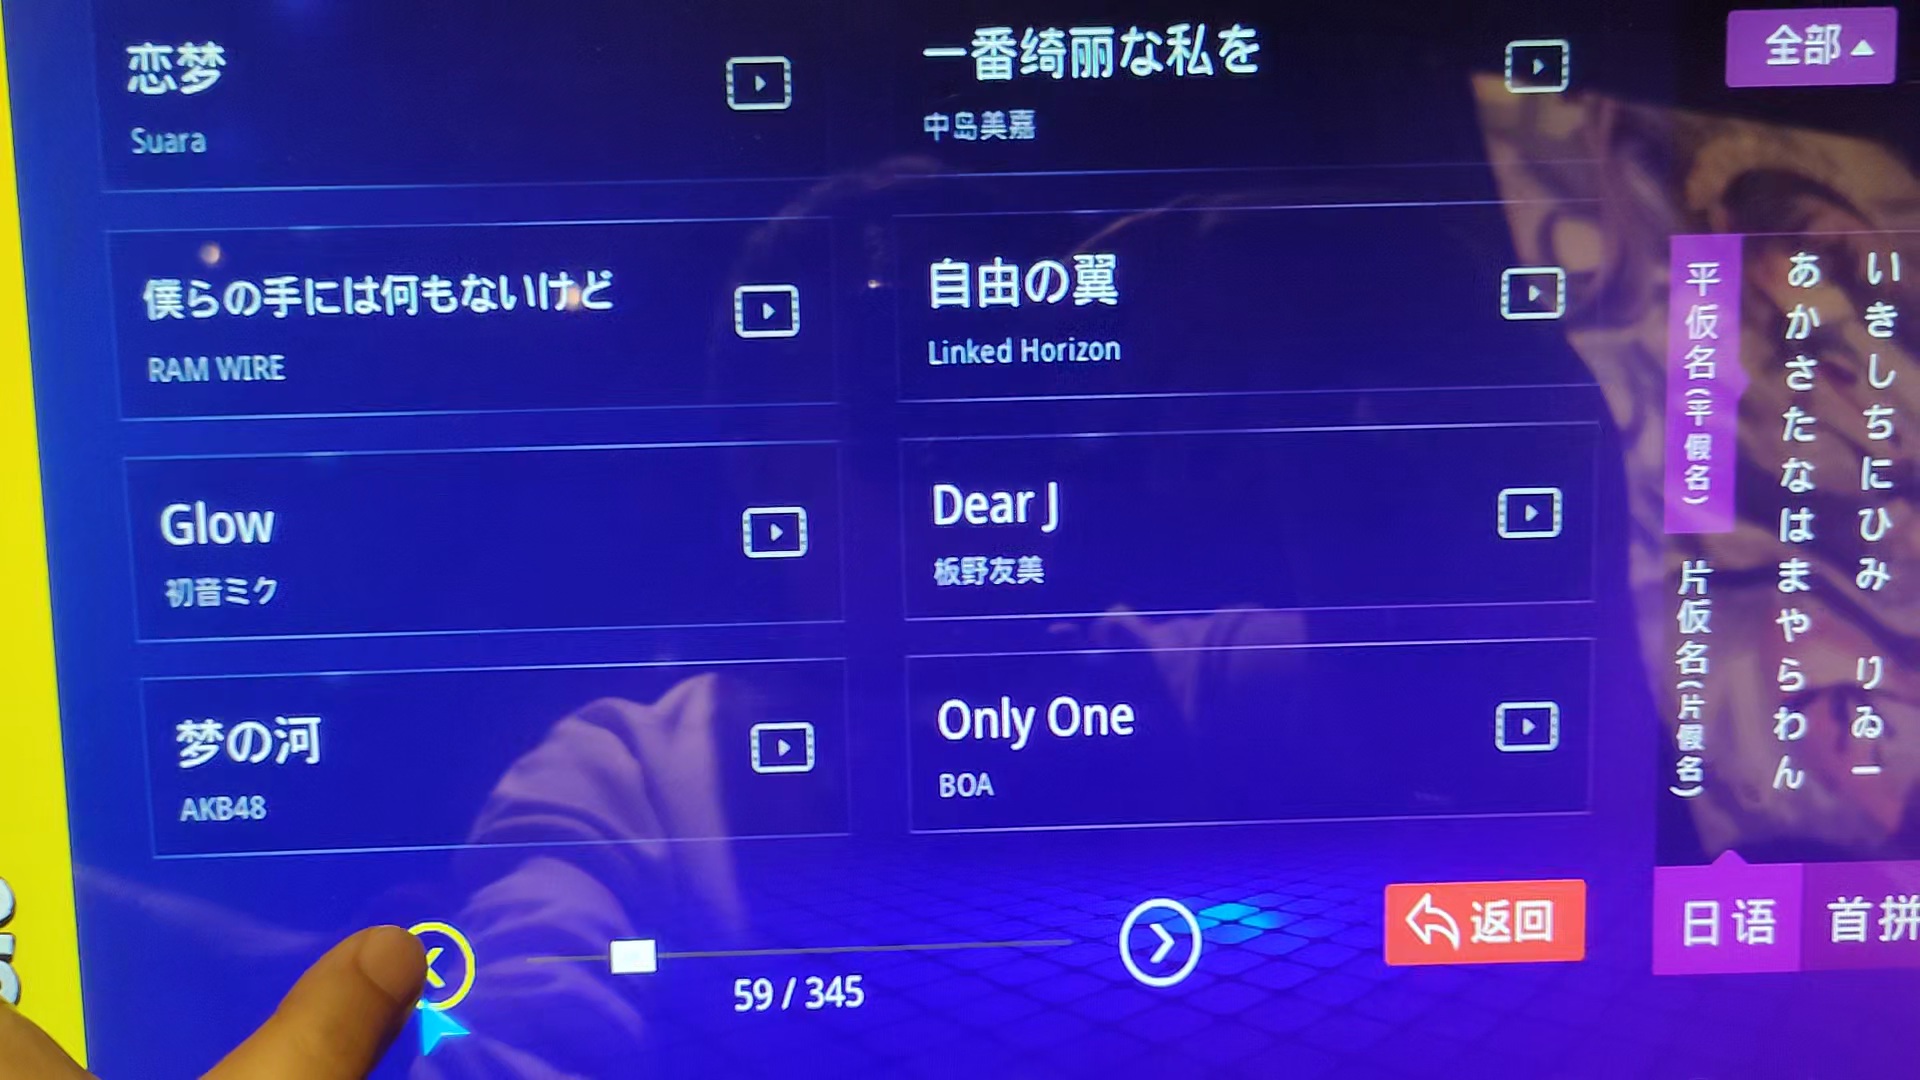 恋梦
Suara
一番绮丽な私を
中岛美嘉
全部
僕らの手には何もないけど
RAM WIRE
自由の翼
Linked Horizon
Glow
初音ミク
Dear J
板野友美
梦の河
AKB48
Only One
BOA
平仮名(平假名)
片仮名(片假名)
あかさたなはまやらわん
いきしちにひみ りゐー
59 / 345
返回
日语
首拼